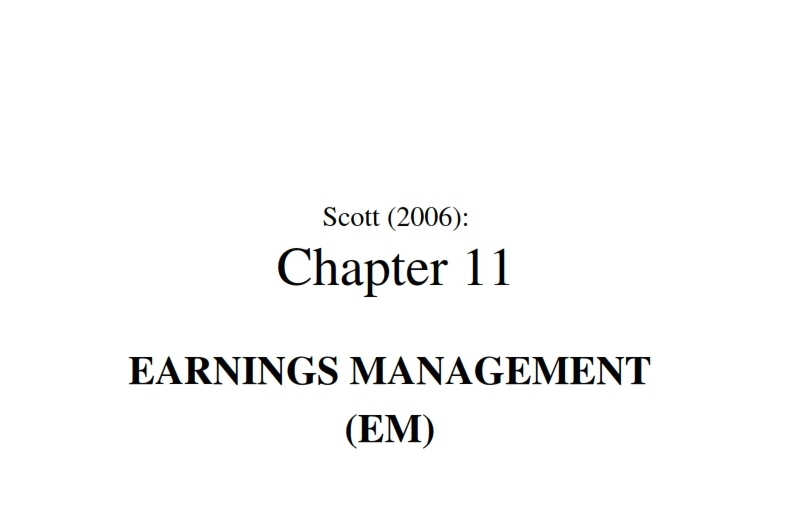 Scott (2006):
Chapter 11
EARNINGS MANAGEMENT
(EM)